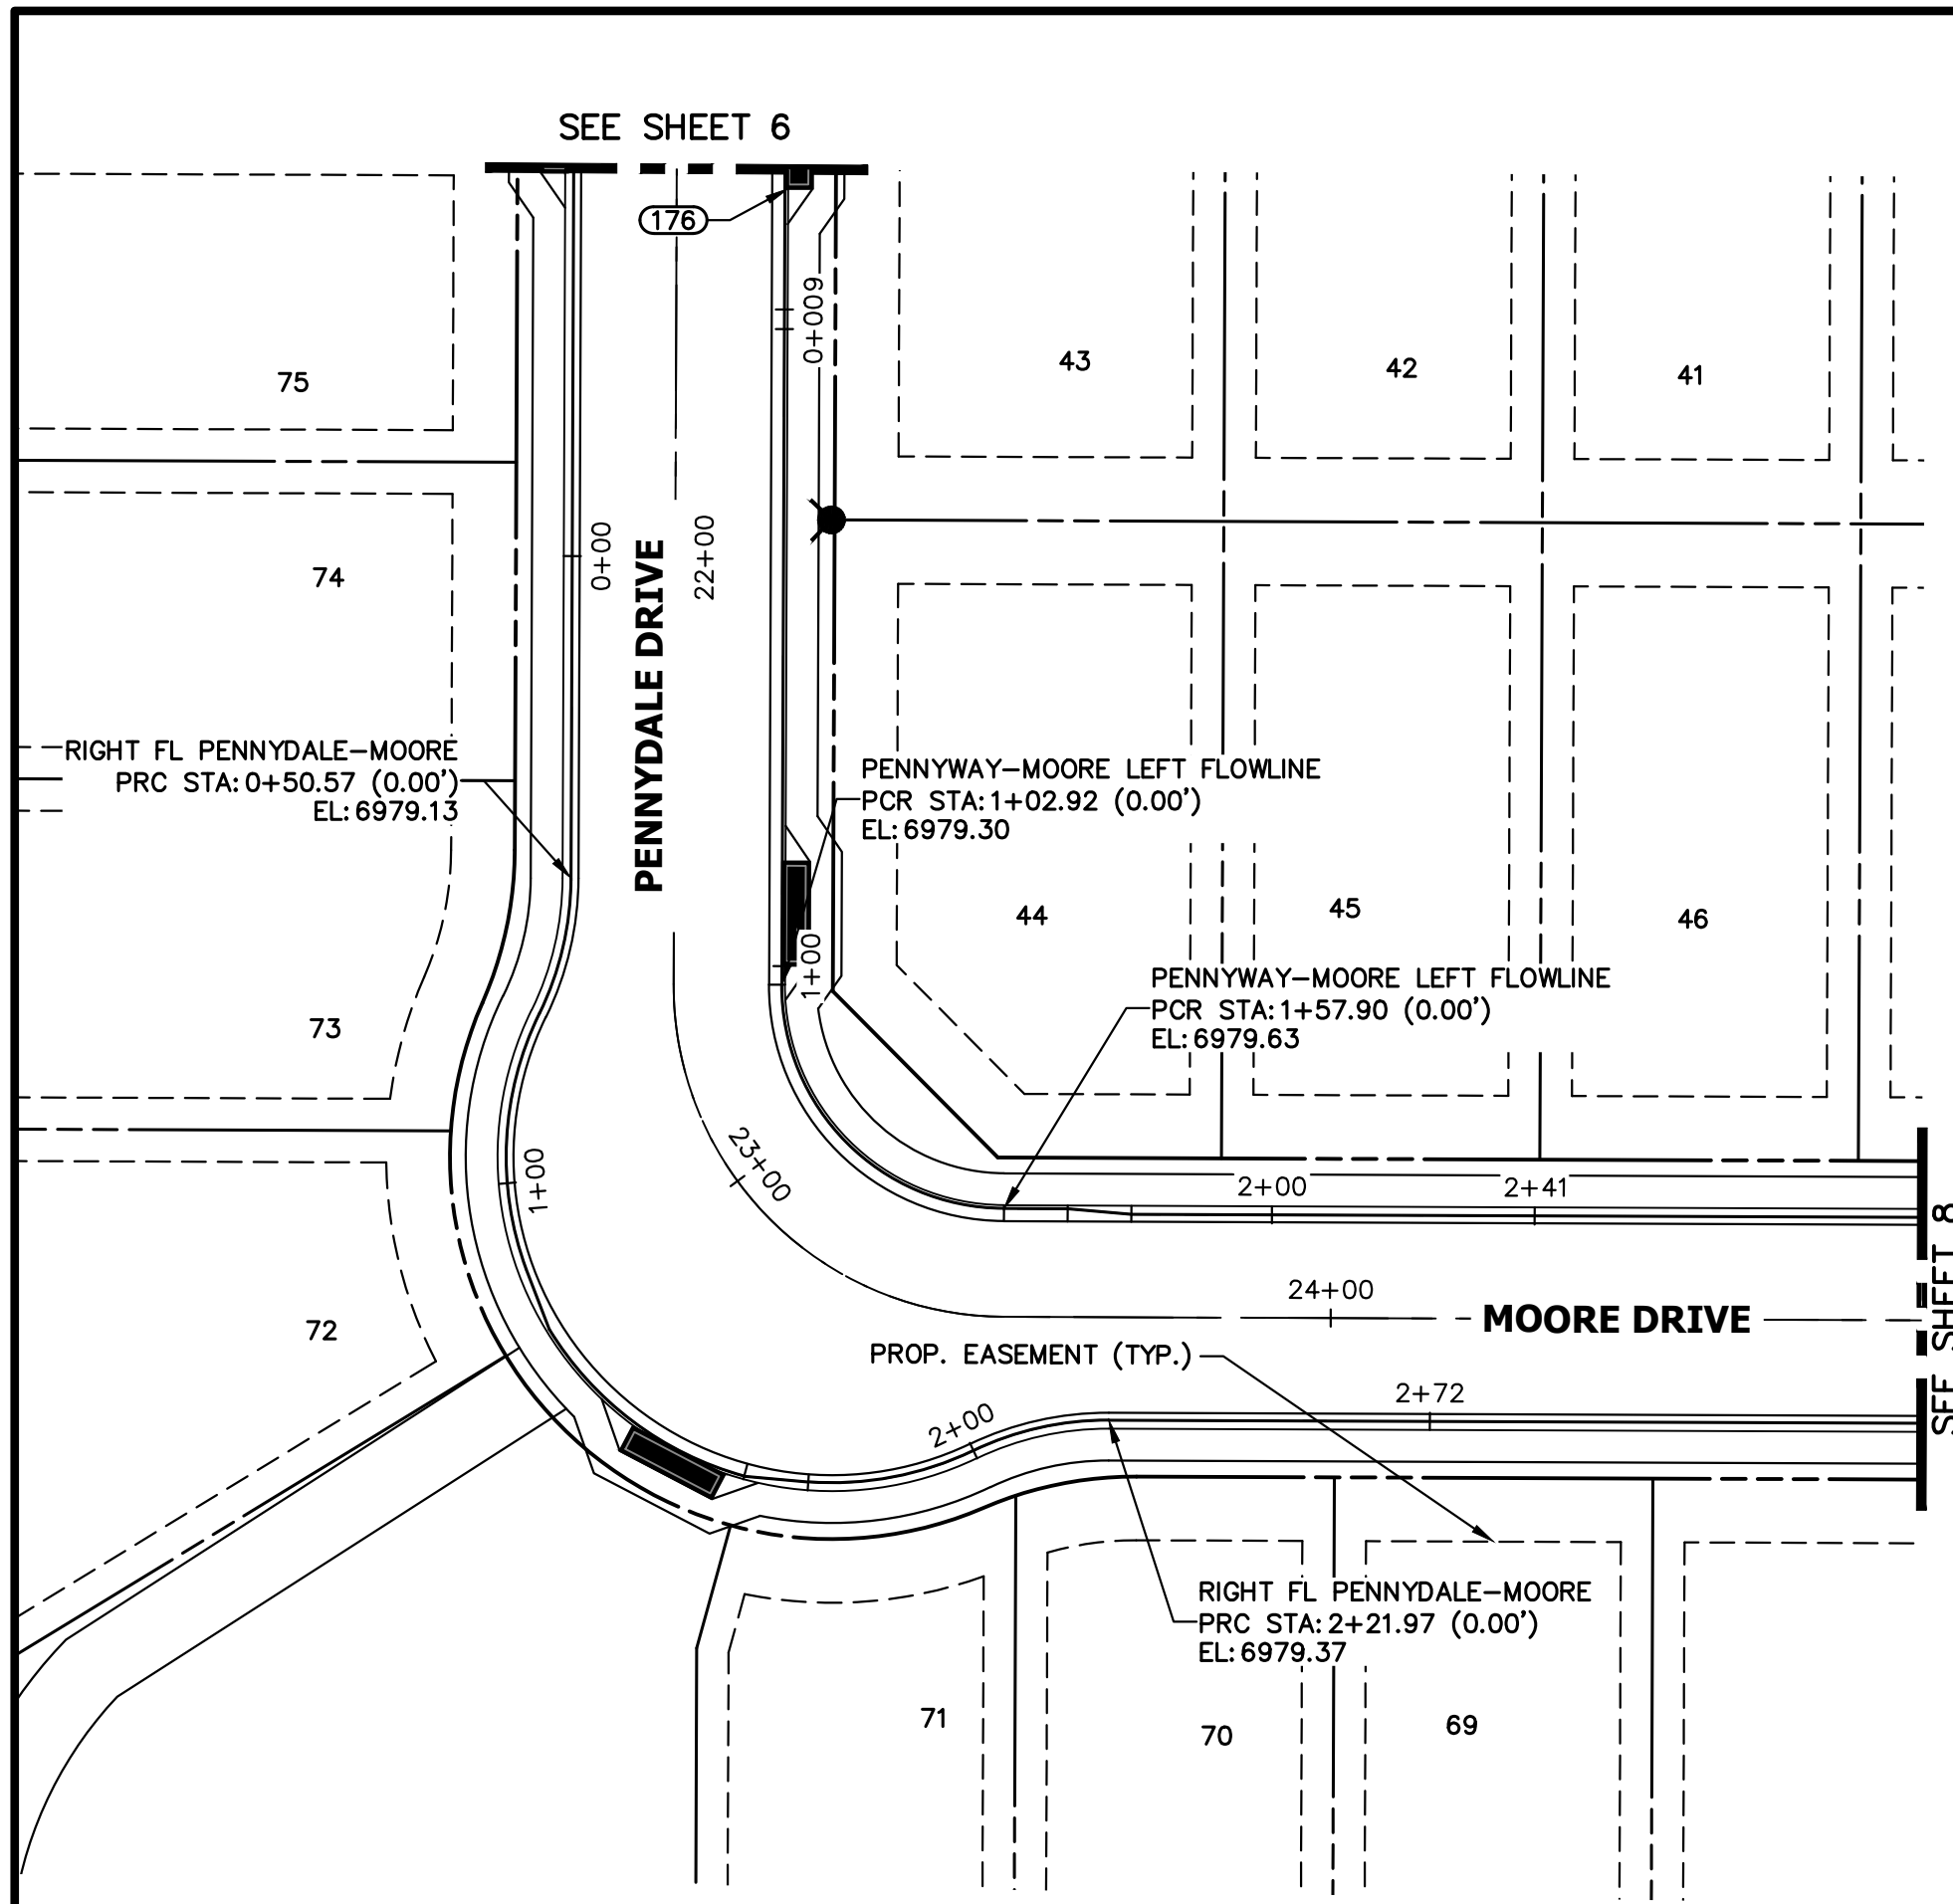 SEE SHEET 6
176
0+009
75
43
42
41
0+00
22+00
PENNYDALE DRIVE
74
RIGHT FL PENNYDALE-MOORE
PRC STA: 0+50.57 (0.00')
EL: 6979.13
PENNYWAY-MOORE LEFT FLOWLINE
PCR STA: 1+02.92 (0.00')
EL: 6979.30
44
45
46
1+00
PENNYWAY-MOORE LEFT FLOWLINE
PCR STA: 1+57.90 (0.00')
EL: 6979.63
73
23+00
1+00
2+00
2+41
SEE SHEET 8
24+00
MOORE DRIVE
72
PROP. EASEMENT (TYP.)
2+72
2+00
RIGHT FL PENNYDALE-MOORE
PRC STA: 2+21.97 (0.00')
EL: 6979.37
71
70
69